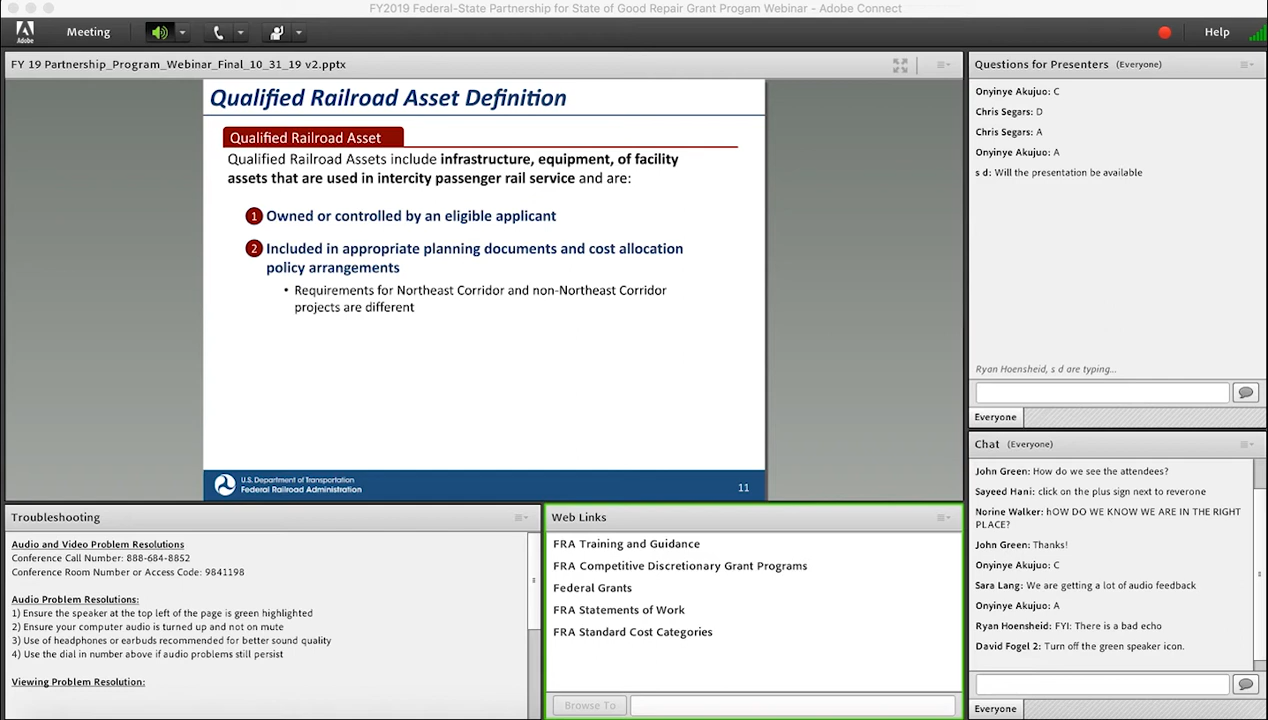 FY2019 Federal-State Partnership for State of Good Repair Grant Progam Webinar - Adobe Connect
Adobe
Meeting
Help
FY 19 Partnership_Program_Webinar_Final_10_31_19 v2.pptx
Qualified Railroad Asset Definition
Qualified Railroad Asset
Qualified Railroad Assets include infrastructure, equipment, of facility
assets that are used in intercity passenger rail service and are:
1 Owned or controlled by an eligible applicant
2 Included in appropriate planning documents and cost allocation
policy arrangements
• Requirements for Northeast Corridor and non-Northeast Corridor
projects are different
U.S. Department of Transportation
Federal Railroad Administration
11
Questions for Presenters (Everyone)
Onyinye Akujuo: C
Chris Segars: D
Chris Segars: A
Onyinye Akujuo: A
s d: Will the presentation be available
Ryan Hoensheid, s d are typing...
Everyone
Chat (Everyone)
John Green: How do we see the attendees?
Sayeed Hani: click on the plus sign next to reverone
Norine Walker: hOW DO WE KNOW WE ARE IN THE RIGHT
PLACE?
John Green: Thanks!
Onyinye Akujuo: C
Sara Lang: We are getting a lot of audio feedback
Onyinye Akujuo: A
Ryan Hoensheid: FYI: There is a bad echo
David Fogel 2: Turn off the green speaker icon.
Everyone
Troubleshooting
Audio and Video Problem Resolutions
Conference Call Number: 888-684-8852
Conference Room Number or Access Code: 9841198
Audio Problem Resolutions:
1) Ensure the speaker at the top left of the page is green highlighted
2) Ensure your computer audio is turned up and not on mute
3) Use of headphones or earbuds recommended for better sound quality
4) Use the dial in number above if audio problems still persist
Viewing Problem Resolution:
Web Links
FRA Training and Guidance
FRA Competitive Discretionary Grant Programs
Federal Grants
FRA Statements of Work
FRA Standard Cost Categories
Browse To